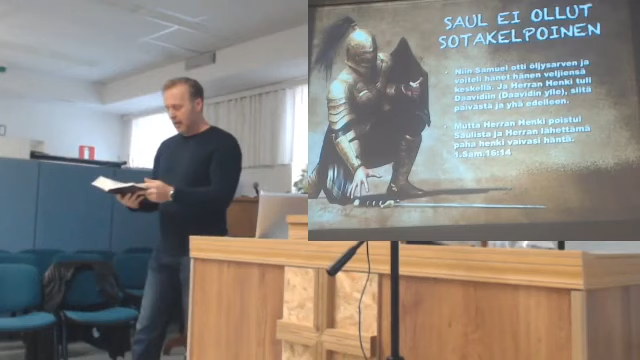 SAUL EI OLLUT
SOTAKELPOINEN
Niin Samuel otti öljysarven ja
voiteli hänet hänen veljiensä
keskellä. Ja Herran Henki tuli
Daavidiin (Daavidin ylle), siitä
päivästä ja yhä edelleen.
Mutta Herran Henki poistui
Saulista ja Herran lähettämä
paha henki vaivasi häntä.
1.Sam.16:14